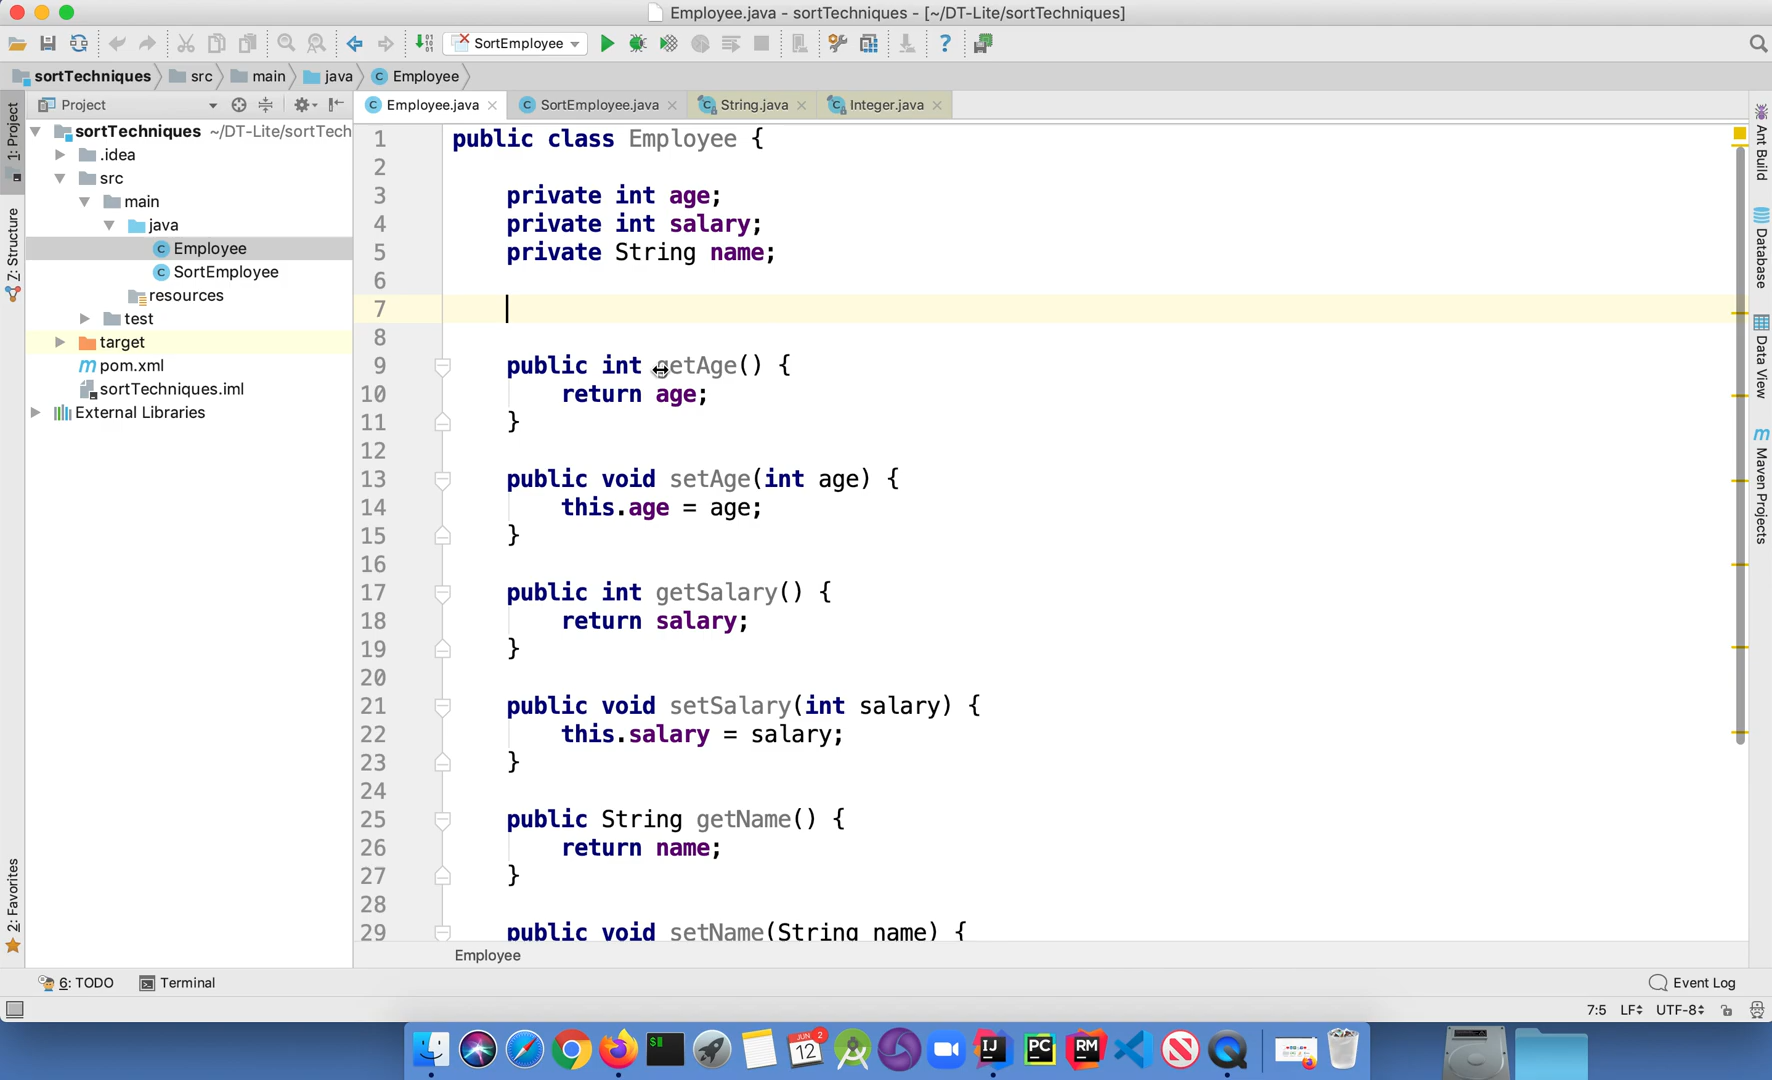 Employee.java - sortTechniques - [~/DT-Lite/sortTechniques]
SortEmployee
sortTechniques src main java Employee
Project
Employee.java SortEmployee.java String.java Integer.java
1: Project
7: Structure
2: Favorites
sortTechniques ~/DT-Lite/sortTech
.idea
src
main
java
Employee
SortEmployee
resources
test
target
pom.xml
sortTechniques.iml
External Libraries
1 public class Employee {
2
3 private int age;
4 private int salary;
5 private String name;
6
7
8
9 public int getAge() {
10 return age;
11 }
12
13 public void setAge(int age) {
14 this.age = age;
15 }
16
17 public int getSalary() {
18 return salary;
19 }
20
21 public void setSalary(int salary) {
22 this.salary = salary;
23 }
24
25 public String getName() {
26 return name;
27 }
28
29 public void setName(String name) {
Employee
Ant Build
Database
Data View
Maven Projects
6: TODO Terminal
Event Log
7:5 LF UTF-8
JUN 2
12
IJ
PC
RM